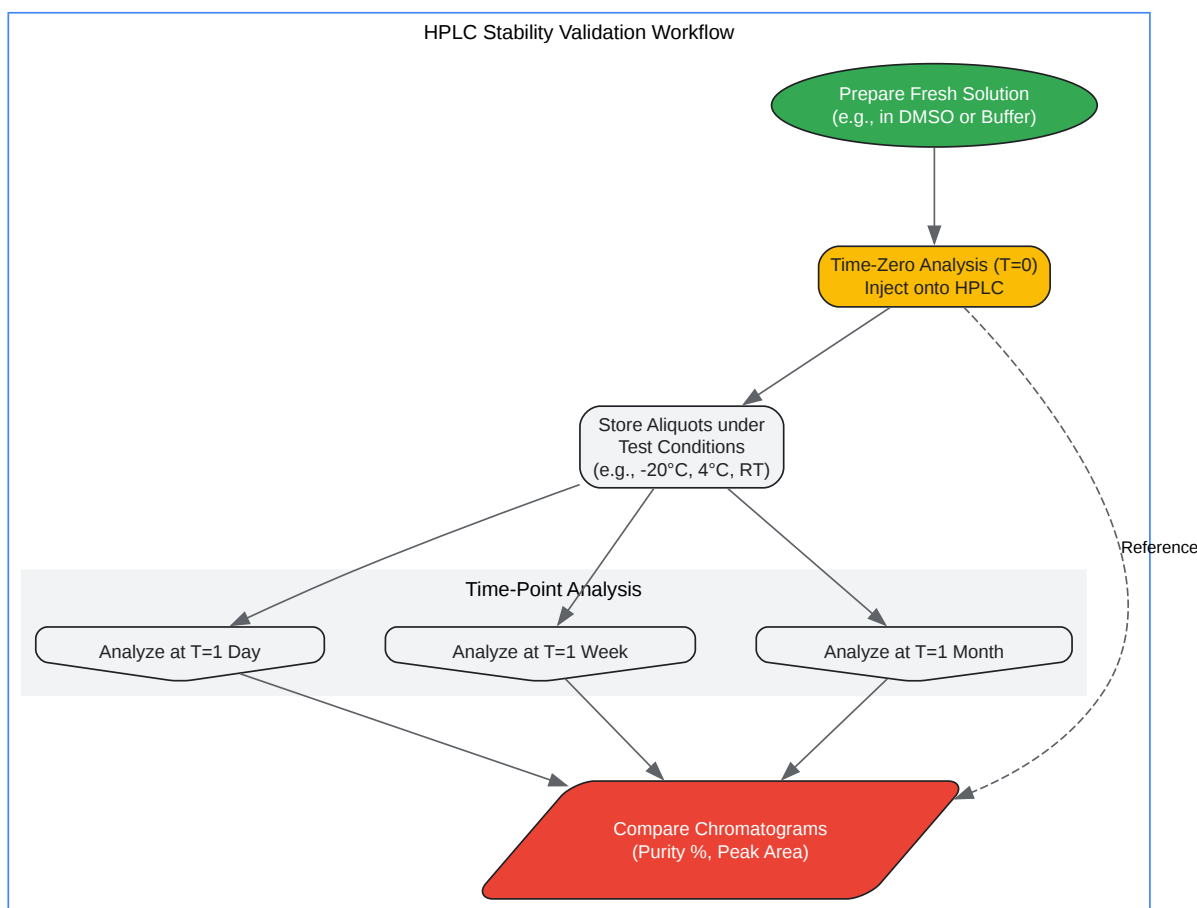 HPLC Stability Validation Workflow
Prepare Fresh Solution
(e.g., in DMSO or Buffer)
Time-Zero Analysis (T=0)
Inject onto HPLC
Store Aliquots under
Test Conditions
(e.g., -20°C, 4°C, RT)
Reference
Time-Point Analysis
Analyze at T=1 Day
Analyze at T=1 Week
Analyze at T=1 Month
Compare Chromatograms
(Purity %, Peak Area)